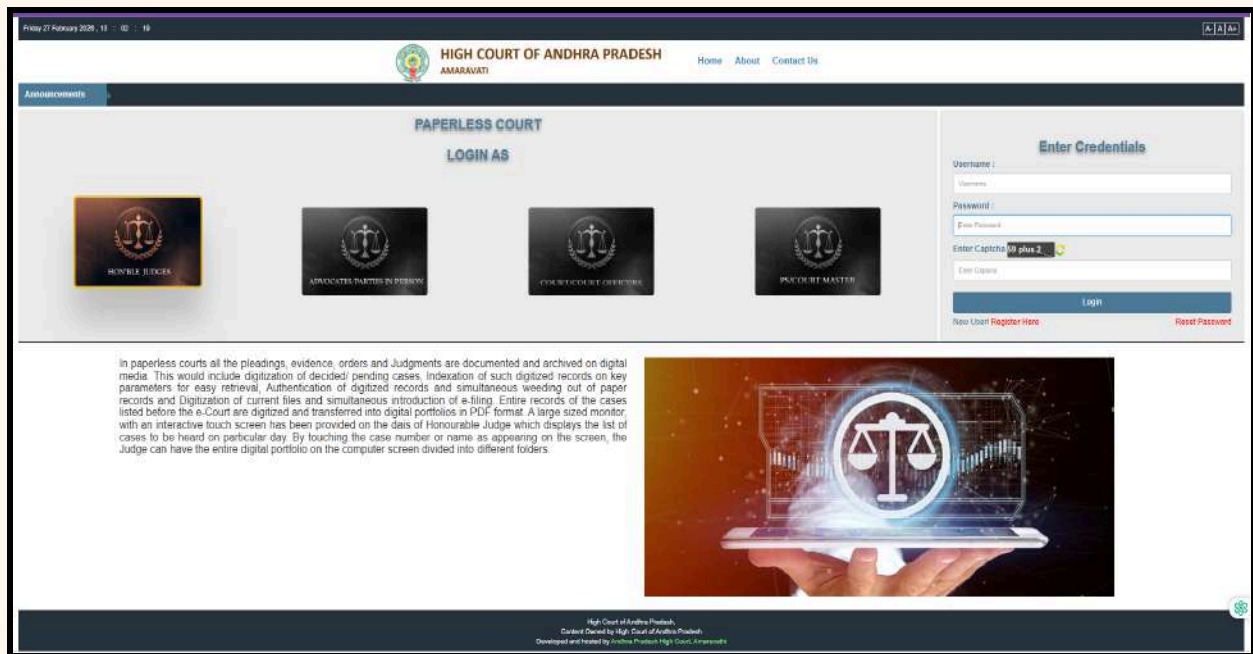 Friday 27 February 2026 , 13 : 02 : 19
A- A A+
HIGH COURT OF ANDHRA PRADESH
AMARAVATI
Home About Contact Us
Announcements
PAPERLESS COURT
LOGIN AS
HON'BLE JUDGES
ADVOCATES/PARTIES IN PERSON
COURT/COURT OFFICERS
PS/COURT MASTER
Enter Credentials
Username :
Username
Password :
Enter Password
Enter Captcha 59 plus 2
Enter Captcha
Login
New User! Register Here Reset Password
In paperless courts all the pleadings, evidence, orders and Judgments are documented and archived on digital
media. This would include digitization of decided/ pending cases, Indexation of such digitized records on key
parameters for easy retrieval, Authentication of digitized records and simultaneous weeding out of paper
records and Digitization of current files and simultaneous introduction of e-filing. Entire records of the cases
listed before the e-Court are digitized and transferred into digital portfolios in PDF format. A large sized monitor,
with an interactive touch screen has been provided on the dais of Honourable Judge which displays the list of
cases to be heard on particular day. By touching the case number or name as appearing on the screen, the
Judge can have the entire digital portfolio on the computer screen divided into different folders.
High Court of Andhra Pradesh,
Content Owned by High Court of Andhra Pradesh
Developed and hosted by Andhra Pradesh High Court, Amaravathi